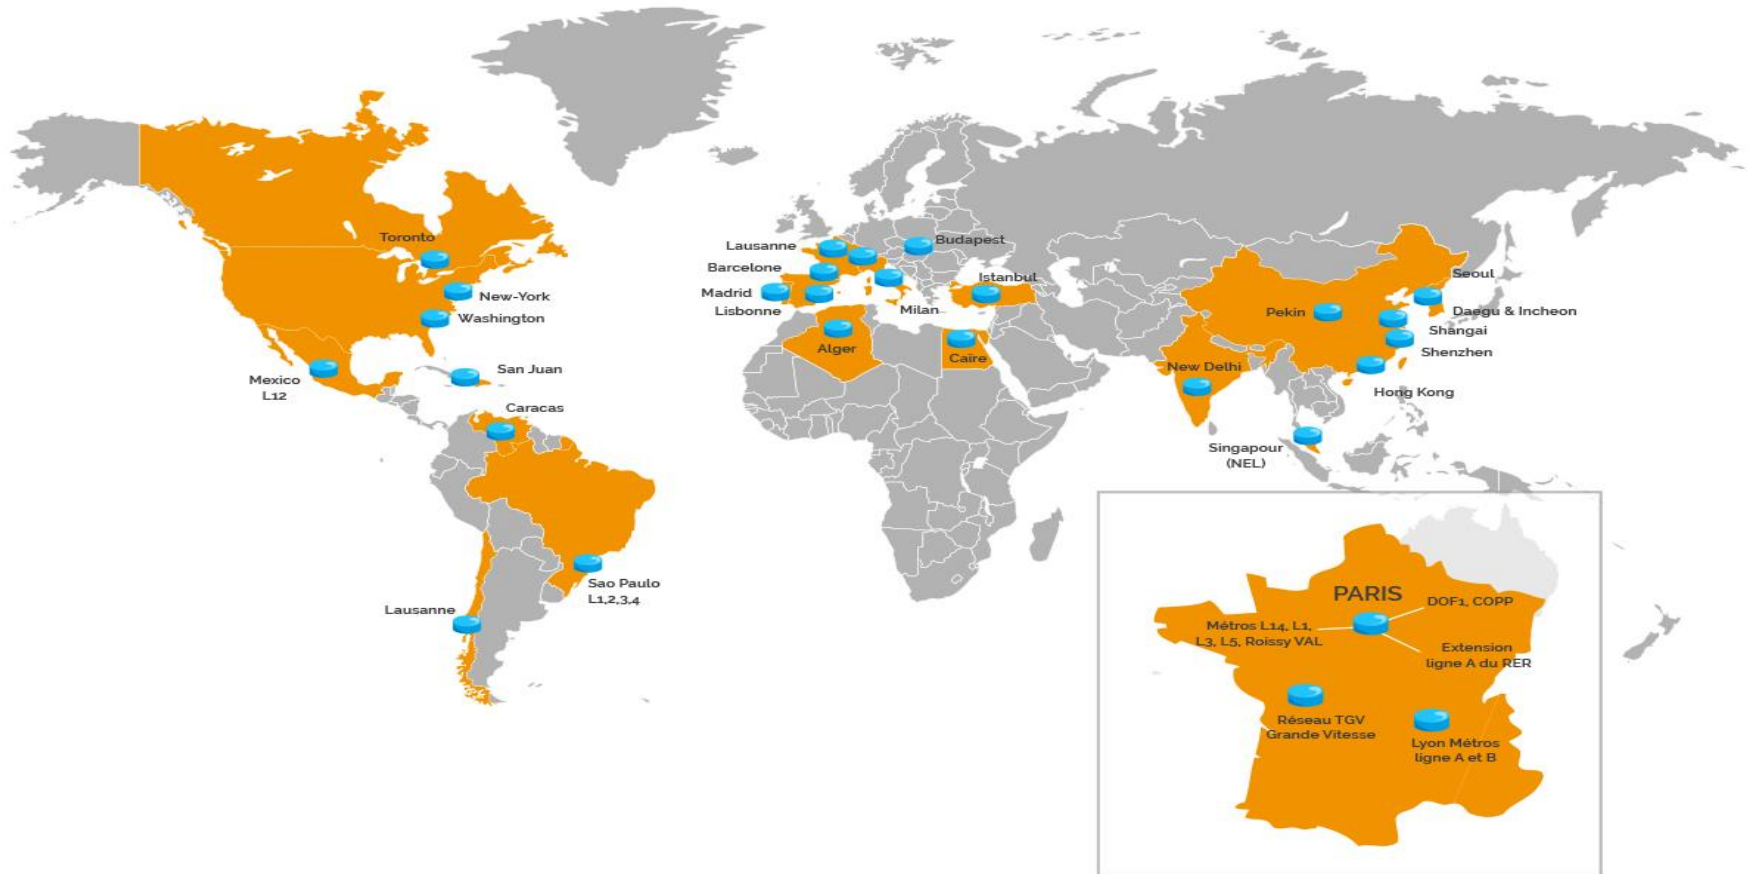 Toronto
New-York
Washington
Mexico
L12
San Juan
Caracas
Sao Paulo
L1,2,3,4
Lausanne
Lausanne
Budapest
Barcelone
Istanbul
Madrid
Lisbonne
Milan
Alger
Caïre
Seoul
Pekin
Daegu & Incheon
Shangai
Shenzhen
New Delhi
Hong Kong
Singapour
(NEL)
PARIS
DOF1, COPP
Métros L14, L1,
L3, L5, Roissy VAL
Extension
ligne A du RER
Réseau TGV
Grande Vitesse
Lyon Métros
ligne A et B